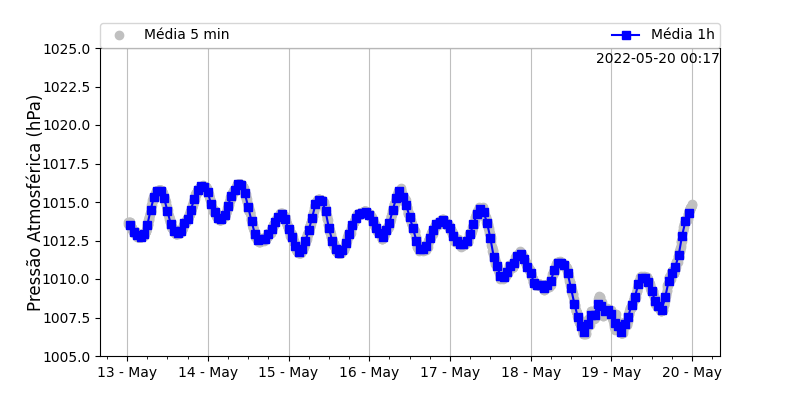 Média 5 min
Média 1h
2022-05-20 00:17
Pressão Atmosférica (hPa)
1025.0
1022.5
1020.0
1017.5
1015.0
1012.5
1010.0
1007.5
1005.0
13 - May
14 - May
15 - May
16 - May
17 - May
18 - May
19 - May
20 - May